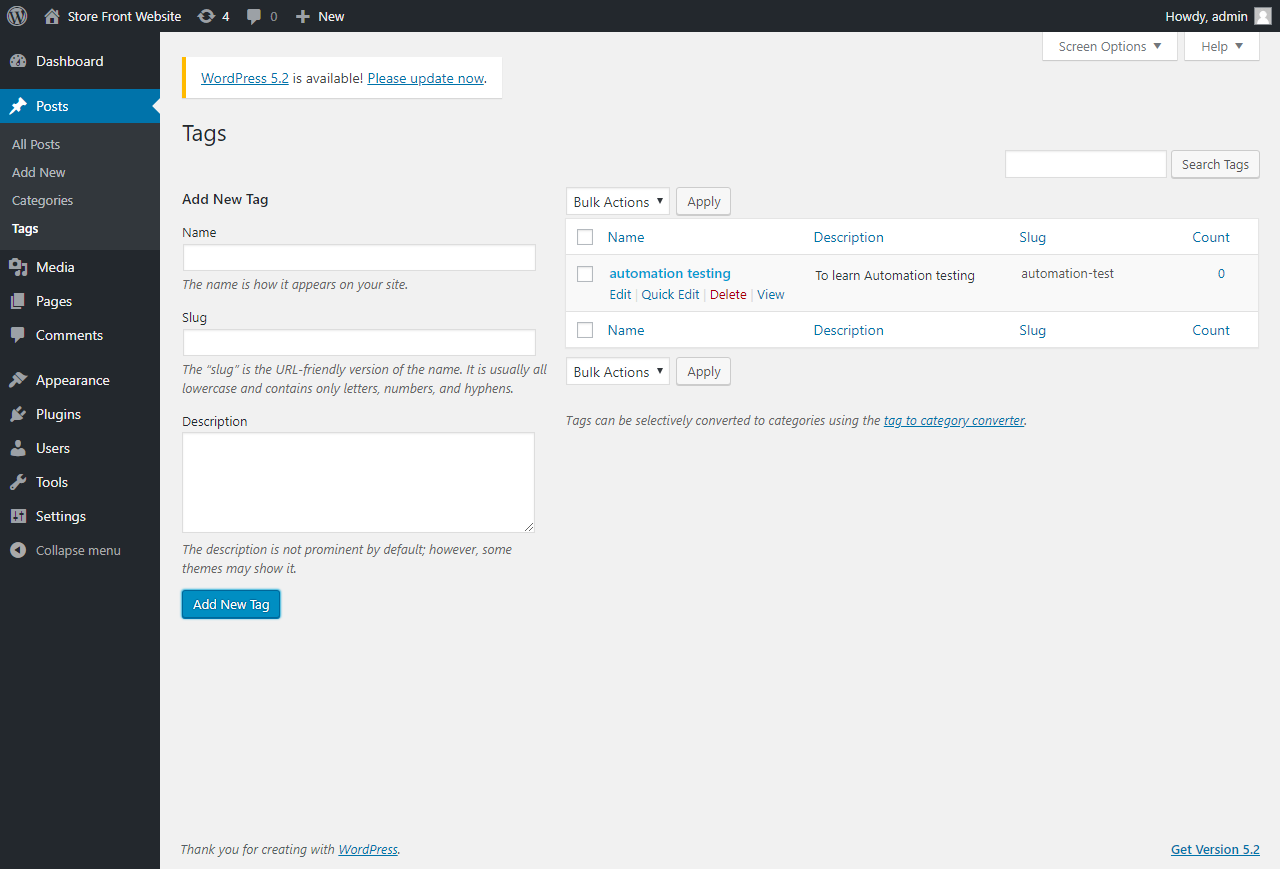 Store Front Website 4 0 New Howdy, admin
Screen Options Help
Dashboard
Posts
All Posts
Add New
Categories
Tags
Media
Pages
Comments
Appearance
Plugins
Users
Tools
Settings
Collapse menu
WordPress 5.2 is available! Please update now.
Tags
Search Tags
Add New Tag
Name
The name is how it appears on your site.
Slug
The “slug” is the URL-friendly version of the name. It is usually all
lowercase and contains only letters, numbers, and hyphens.
Description
The description is not prominent by default; however, some
themes may show it.
Add New Tag
Bulk Actions Apply
Name Description Slug Count
automation testing To learn Automation testing automation-test 0
Edit | Quick Edit | Delete | View
Name Description Slug Count
Bulk Actions Apply
Tags can be selectively converted to categories using the tag to category converter.
Thank you for creating with WordPress. Get Version 5.2